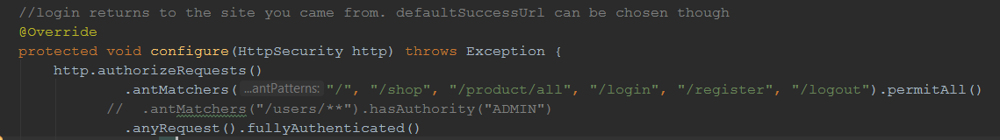 //login returns to the site you came from. defaultSuccessUrl can be chosen though
@Override
protected void configure(HttpSecurity http) throws Exception {
http.authorizeRequests()
.antMatchers( ...antPatterns: "/", "/shop", "/product/all", "/login", "/register", "/logout").permitAll()
// .antMatchers("/users/**").hasAuthority("ADMIN")
.anyRequest().fullyAuthenticated()